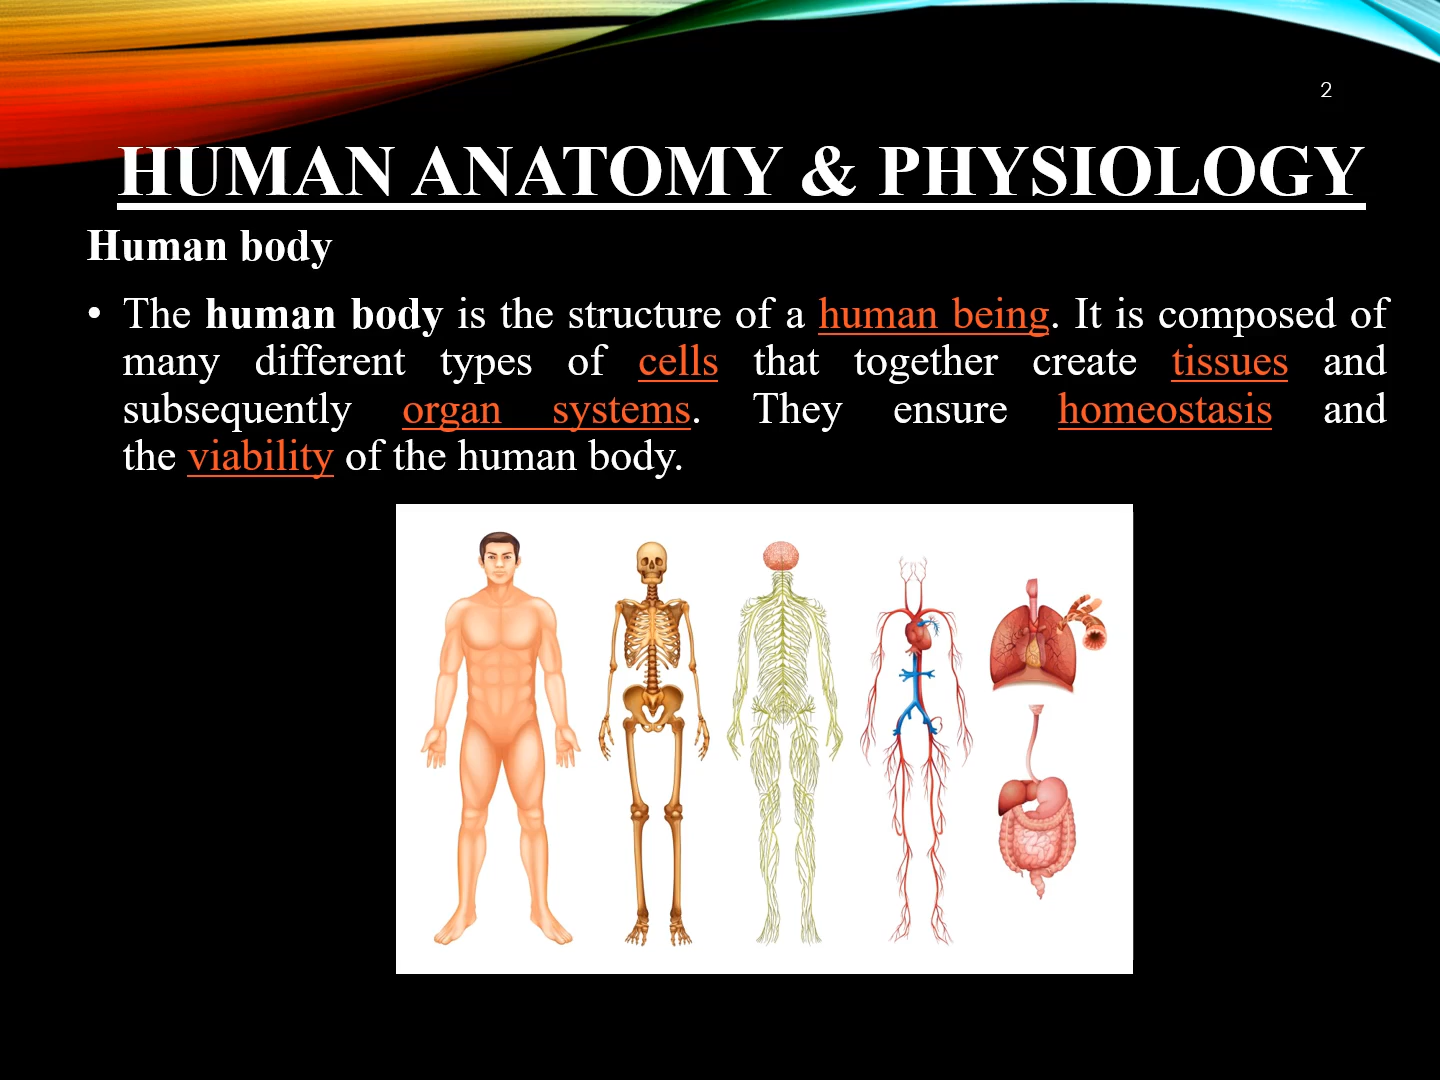 2
HUMAN ANATOMY & PHYSIOLOGY
Human body
• The human body is the structure of a human being. It is composed of
many different types of cells that together create tissues and
subsequently organ systems. They ensure homeostasis and
the viability of the human body.